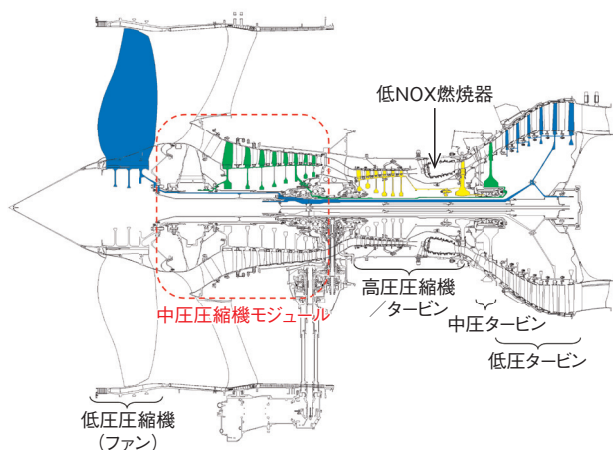 低NOX燃焼器
高圧圧縮機
／タービン
中圧圧縮機モジュール
中圧タービン
低圧タービン
低圧圧縮機
(ファン)